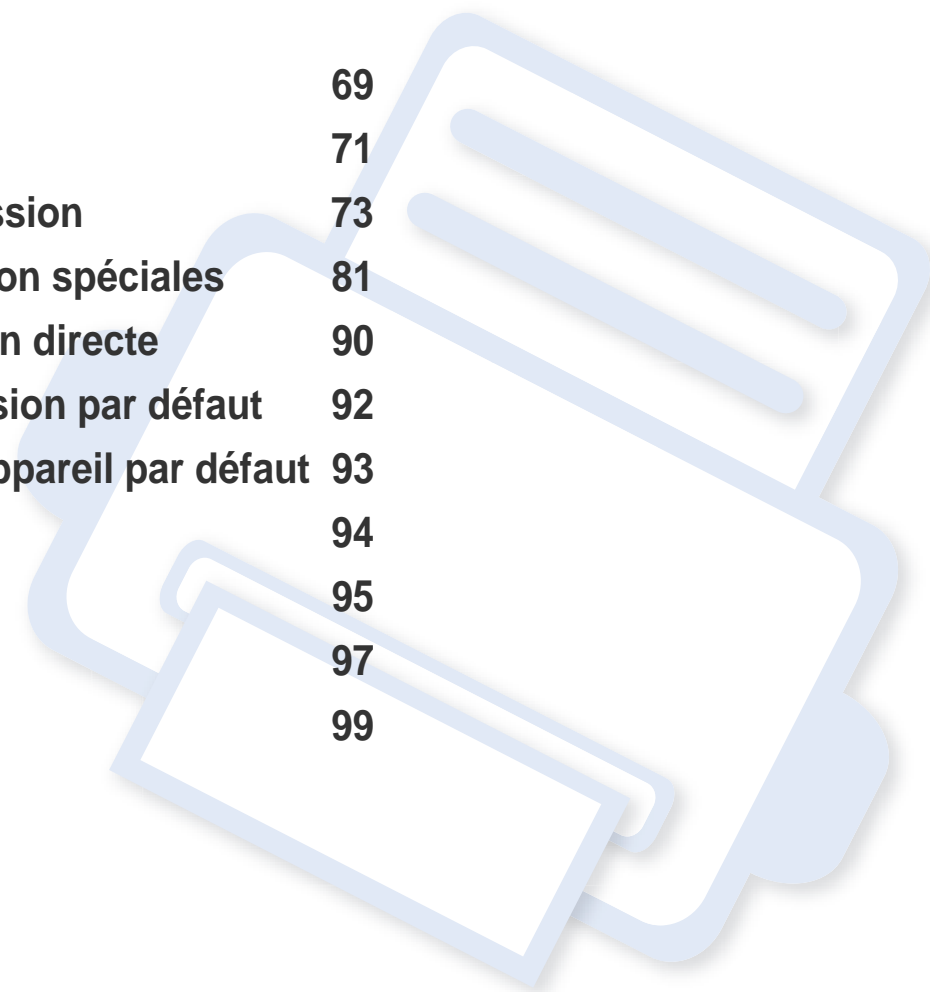 69
71
ssion 73
on spéciales 81
n directe 90
sion par défaut 92
ppareil par défaut 93
94
95
97
99